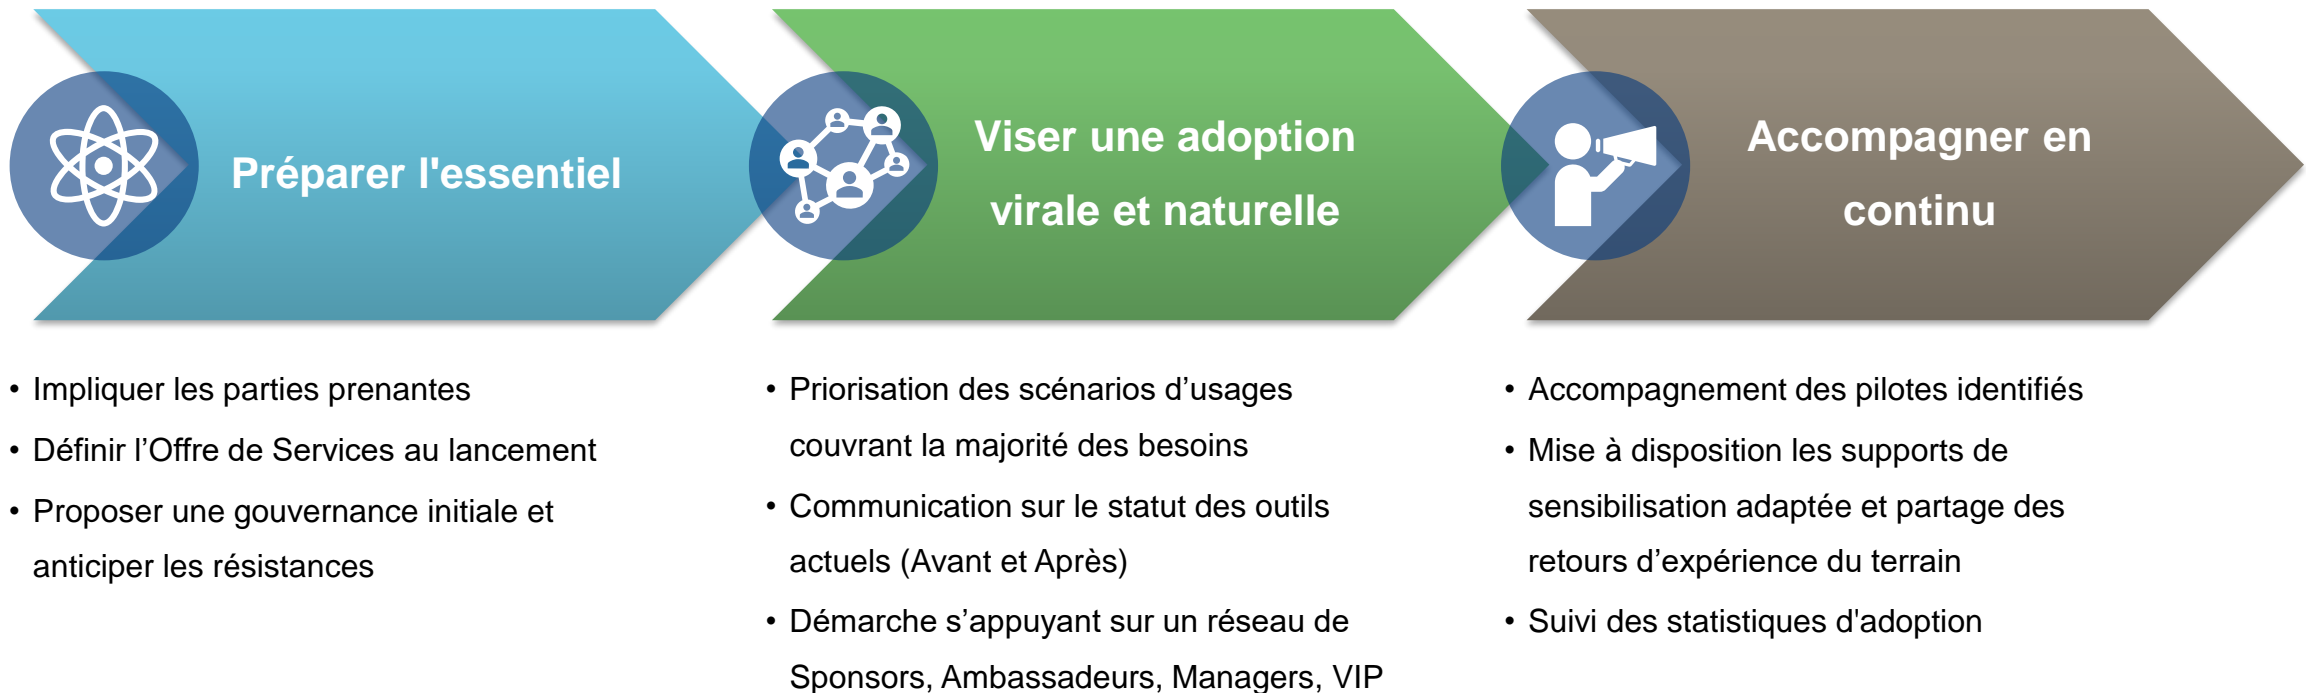 Préparer l'essentiel
Viser une adoption
virale et naturelle
Accompagner en
continu
• Impliquer les parties prenantes
• Définir l’Offre de Services au lancement
• Proposer une gouvernance initiale et
anticiper les résistances
• Priorisation des scénarios d’usages
couvrant la majorité des besoins
• Communication sur le statut des outils
actuels (Avant et Après)
• Démarche s’appuyant sur un réseau de
Sponsors, Ambassadeurs, Managers, VIP
• Accompagnement des pilotes identifiés
• Mise à disposition les supports de
sensibilisation adaptée et partage des
retours d’expérience du terrain
• Suivi des statistiques d'adoption